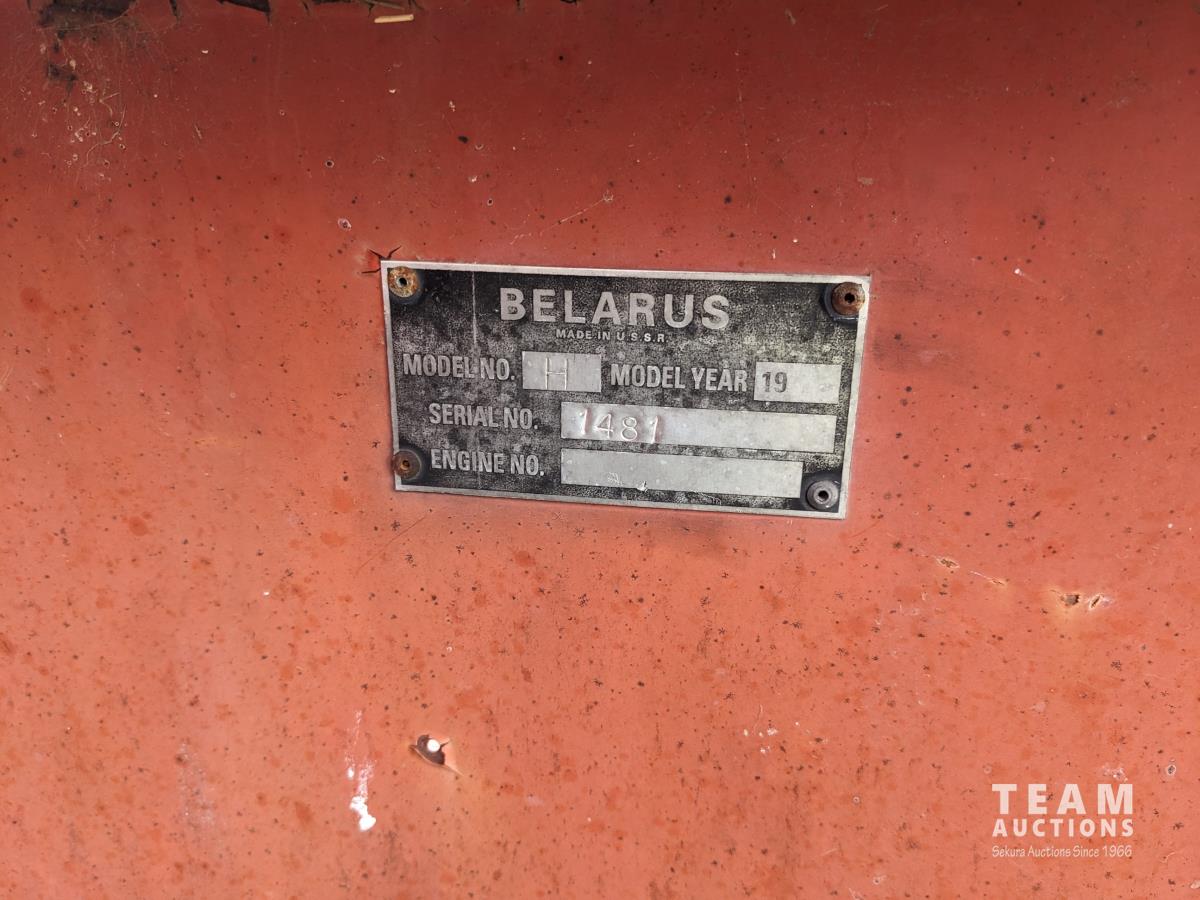 BELARUS
MADE IN U.S.S.R.
MODEL NO. H MODEL YEAR 19
SERIAL NO. 1481
ENGINE NO.
TEAM
AUCTIONS
Sekura Auctions Since 1966